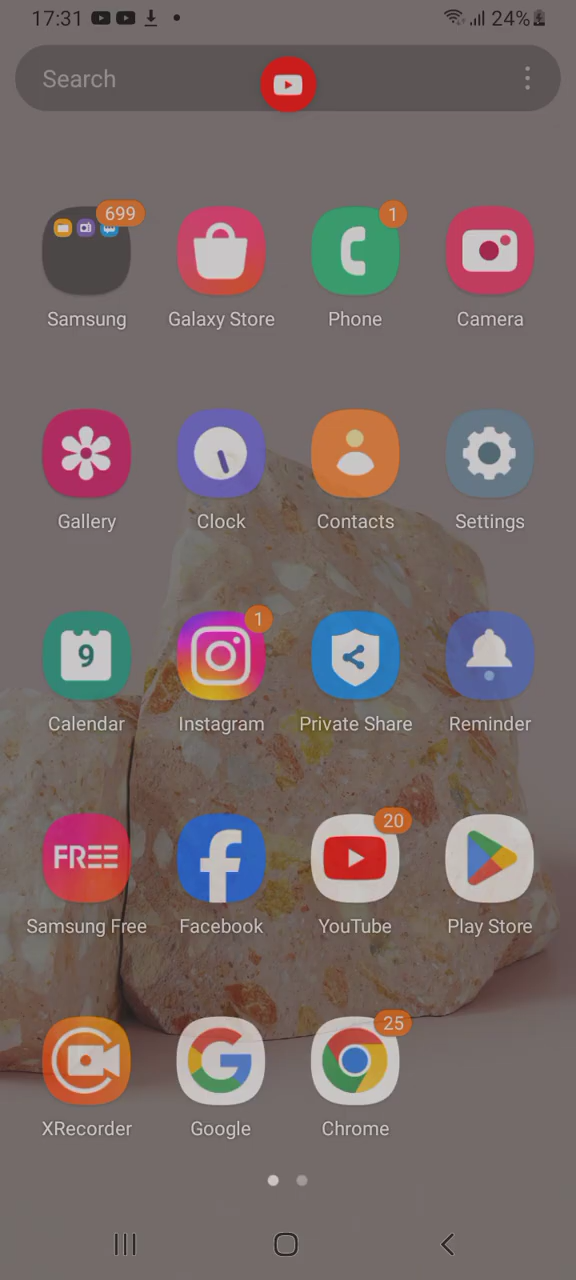 17:31 24%
Search
699 1
Samsung Galaxy Store Phone Camera
Gallery Clock Contacts Settings
9 1
Calendar Instagram Private Share Reminder
20
FREE
Samsung Free Facebook YouTube Play Store
25
XRecorder Google Chrome